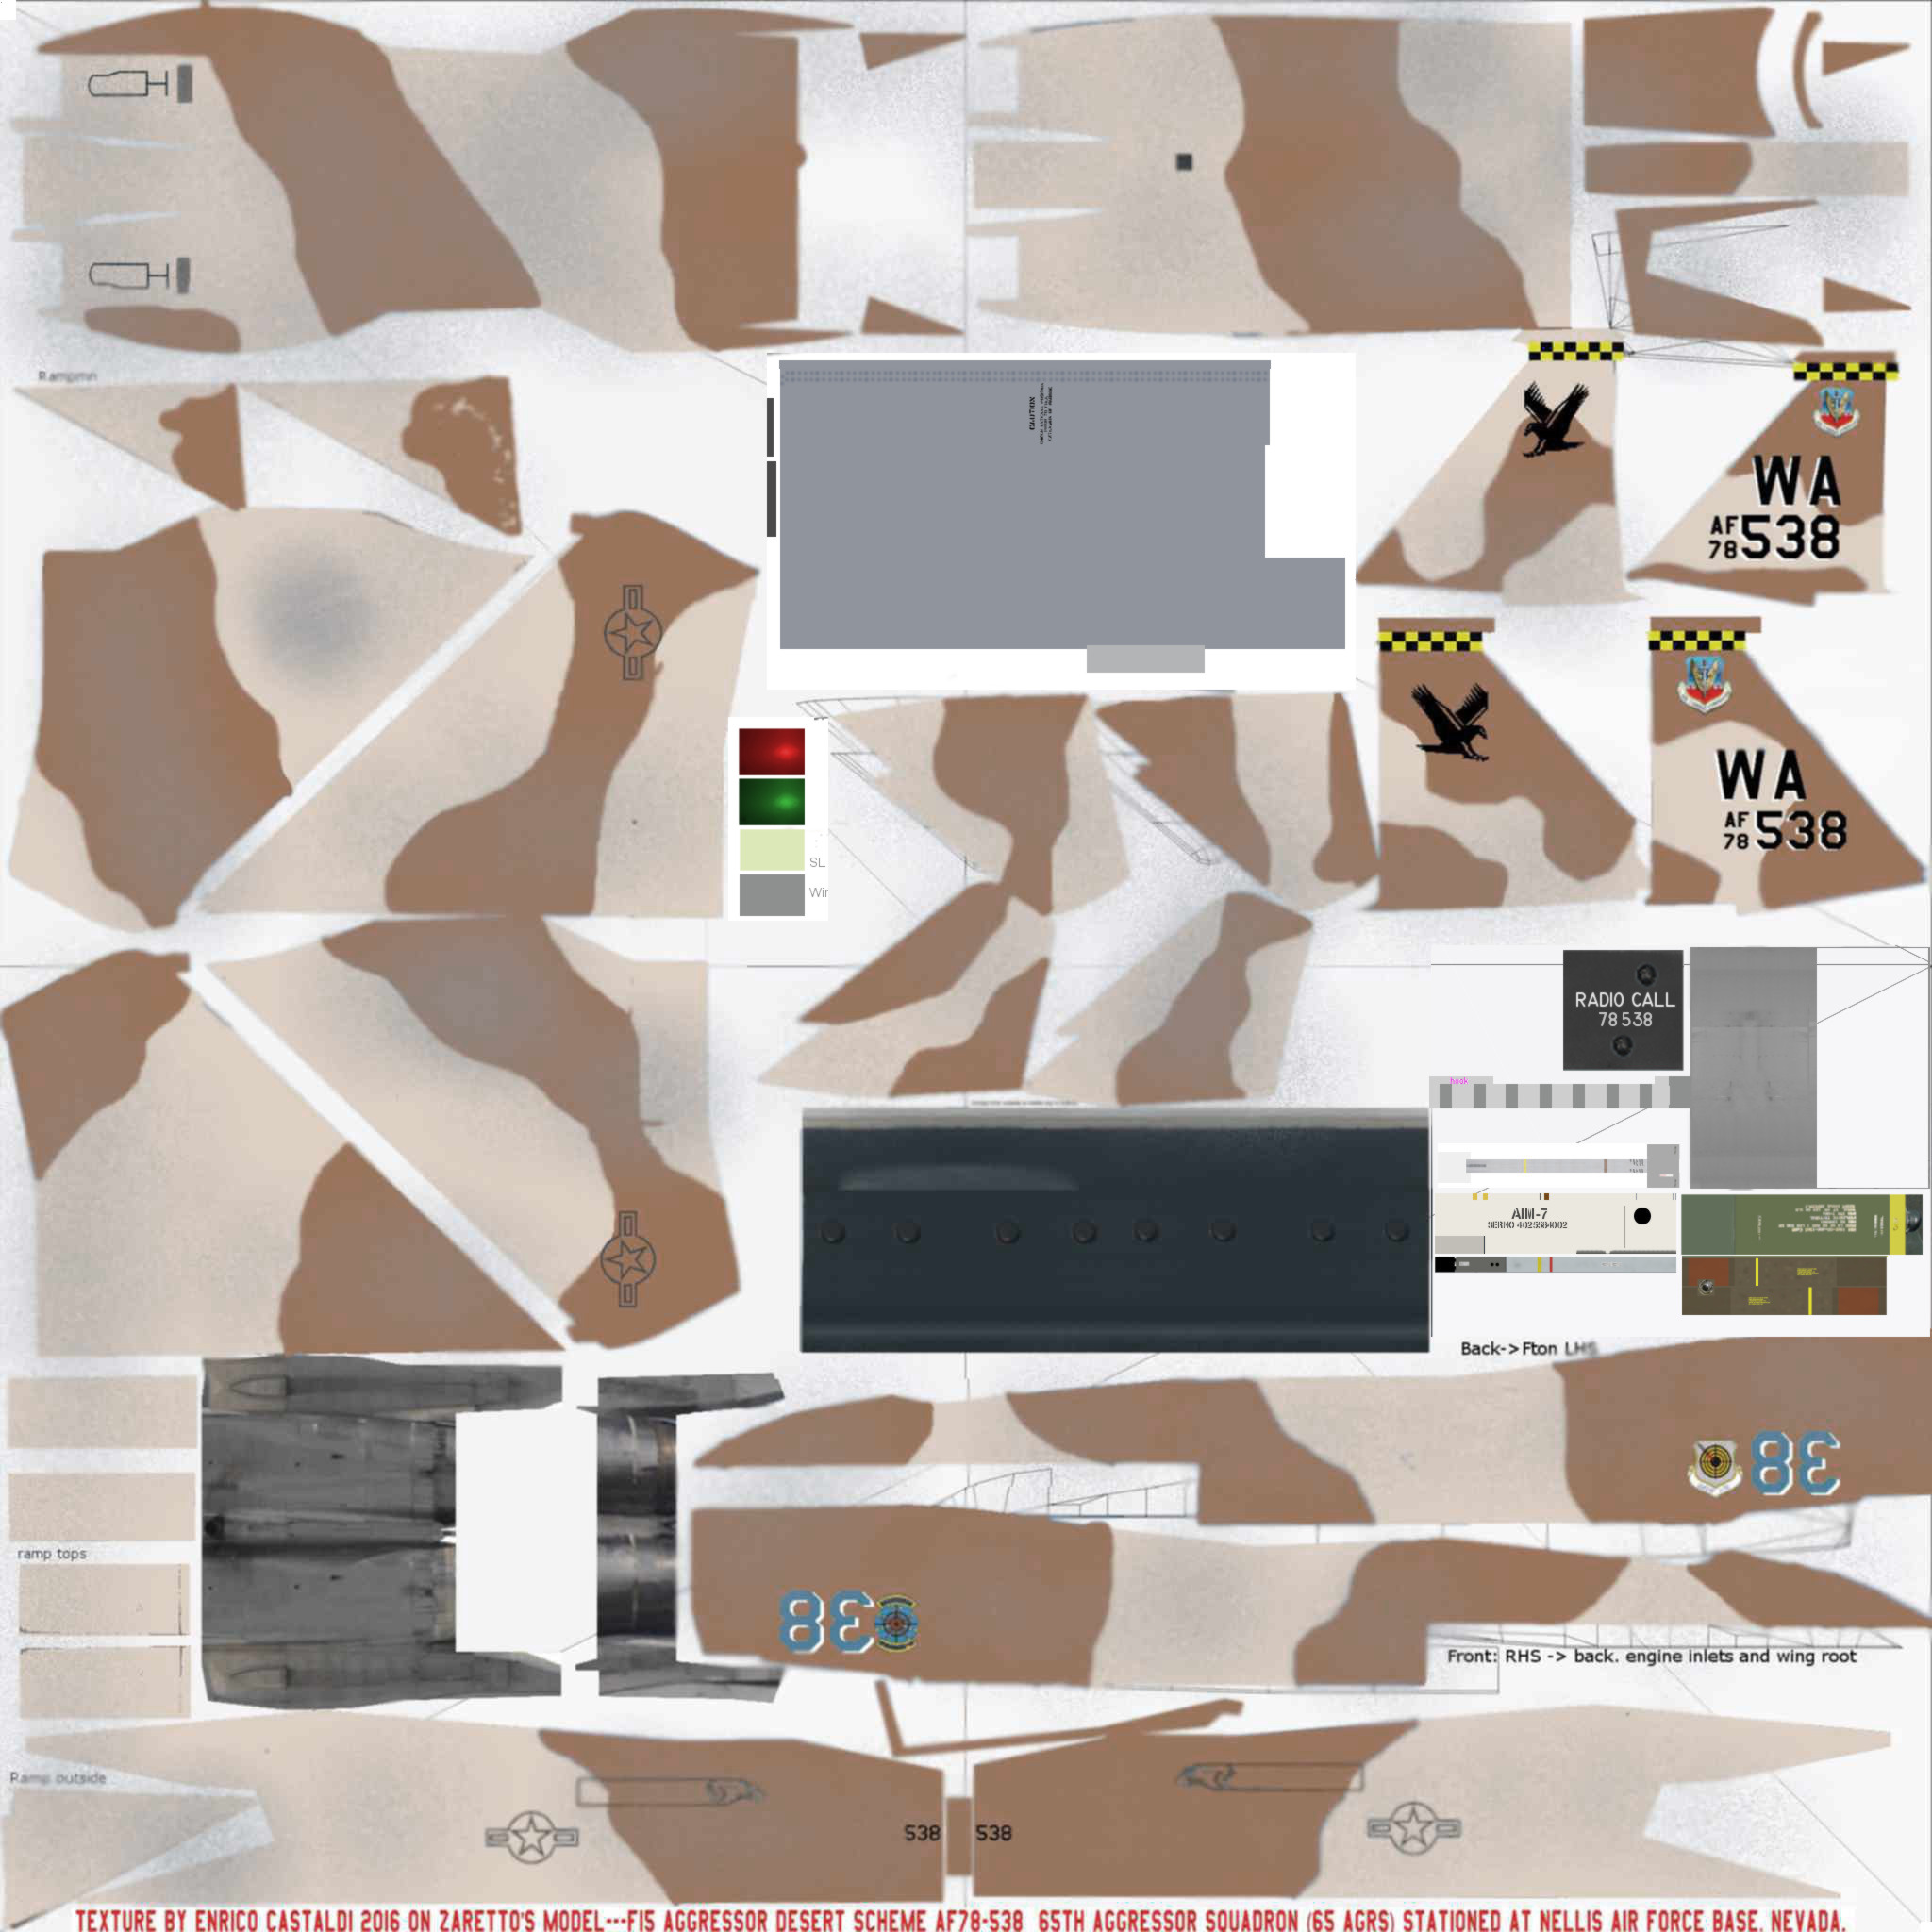 Rampmn
CAUTION
WA
AF
78 538
WA
AF
78 538
SL
Wir
RADIO CALL
78 538
hook
AIM-7
Back->Fton LHS
38
ramp tops
38
Front: RHS -> back. engine inlets and wing root
Ramp outside
538
538
TEXTURE BY ENRICO CASTALDI 2016 ON ZARETTO'S MODEL---F15 AGGRESSOR DESERT SCHEME AF78-538 65TH AGGRESSOR SQUADRON (65 AGRS) STATIONED AT NELLIS AIR FORCE BASE, NEVADA.